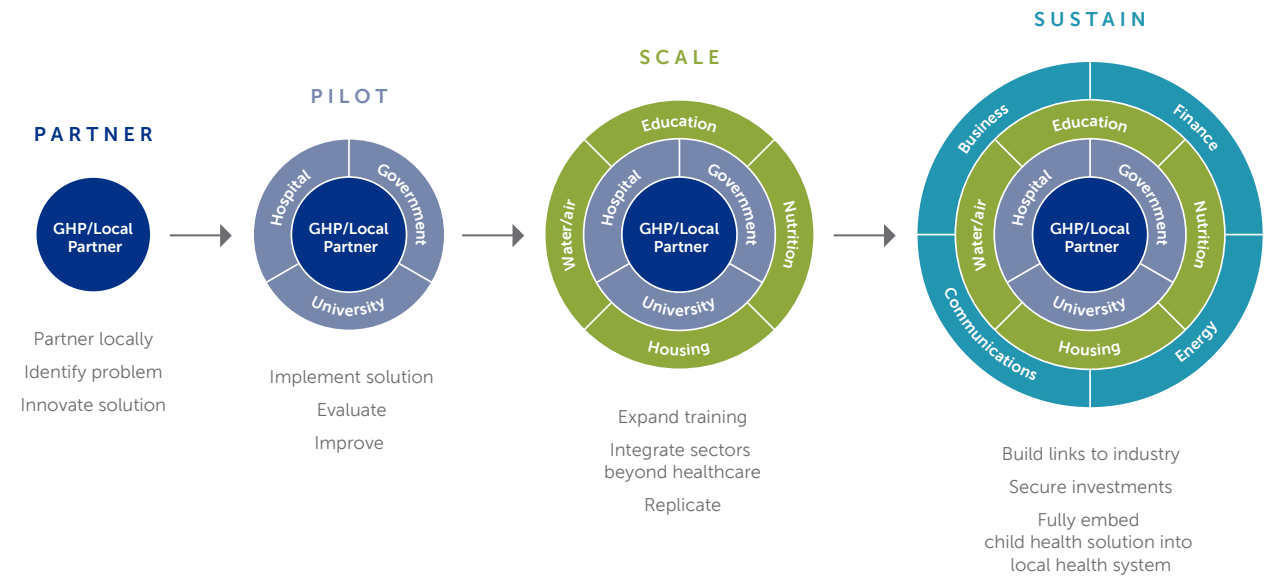 PARTNER
GHP/Local
Partner
Partner locally
Identify problem
Innovate solution
PILOT
Hospital
Government
University
GHP/Local
Partner
Implement solution
Evaluate
Improve
SCALE
Education
Water/air
Nutrition
Housing
Hospital
Government
University
GHP/Local
Partner
Expand training
Integrate sectors
beyond healthcare
Replicate
SUSTAIN
Business
Finance
Communications
Energy
Education
Water/air
Nutrition
Housing
Hospital
Government
University
GHP/Local
Partner
Build links to industry
Secure investments
Fully embed
child health solution into
local health system